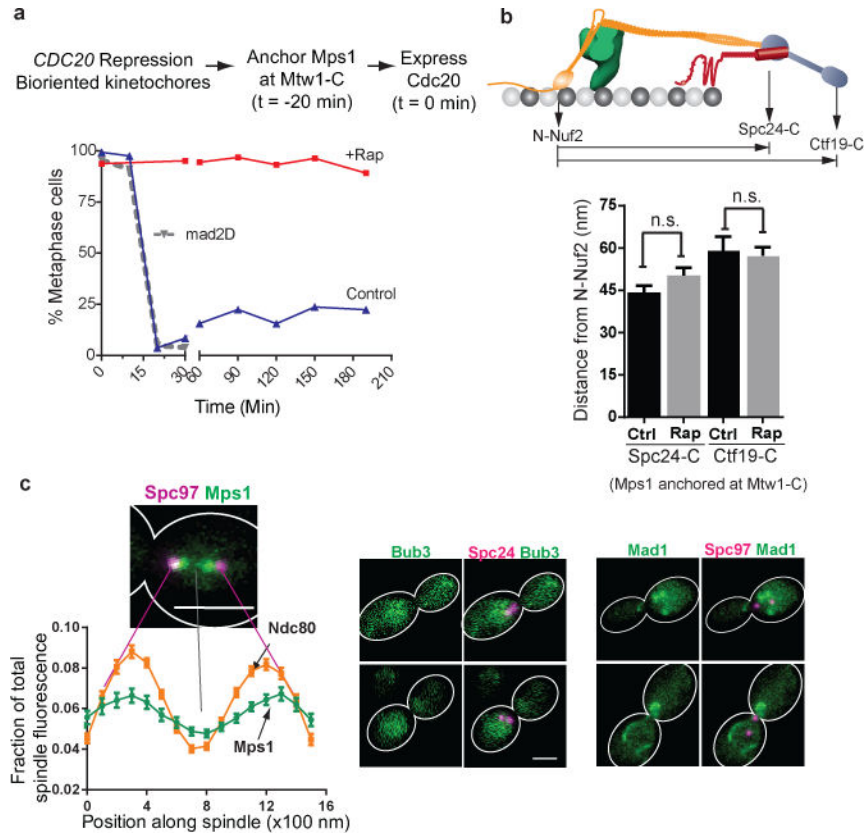 a
CDC20 Repression
Bioriented kinetochores
Anchor Mps1
at Mtw1-C
(t = -20 min)
Express
Cdc20
(t = 0 min)
% Metaphase cells
100
75
50
25
0
+Rap
mad2D
Control
0
15
30
60
90
120
150
180
210
Time (Min)
b
N-Nuf2
Spc24-C
Ctf19-C
Distance from N-Nuf2 (nm)
75
60
45
30
15
0
n.s.
n.s.
Ctrl Rap Ctrl Rap
Spc24-C Ctf19-C
(Mps1 anchored at Mtw1-C)
c
Spc97 Mps1
Fraction of total
spindle fluorescence
0.10
0.08
0.06
0.04
0.02
0.00
Ndc80
Mps1
0 4 8 12 16
Position along spindle (x100 nm)
Bub3
Spc24 Bub3
Mad1
Spc97 Mad1